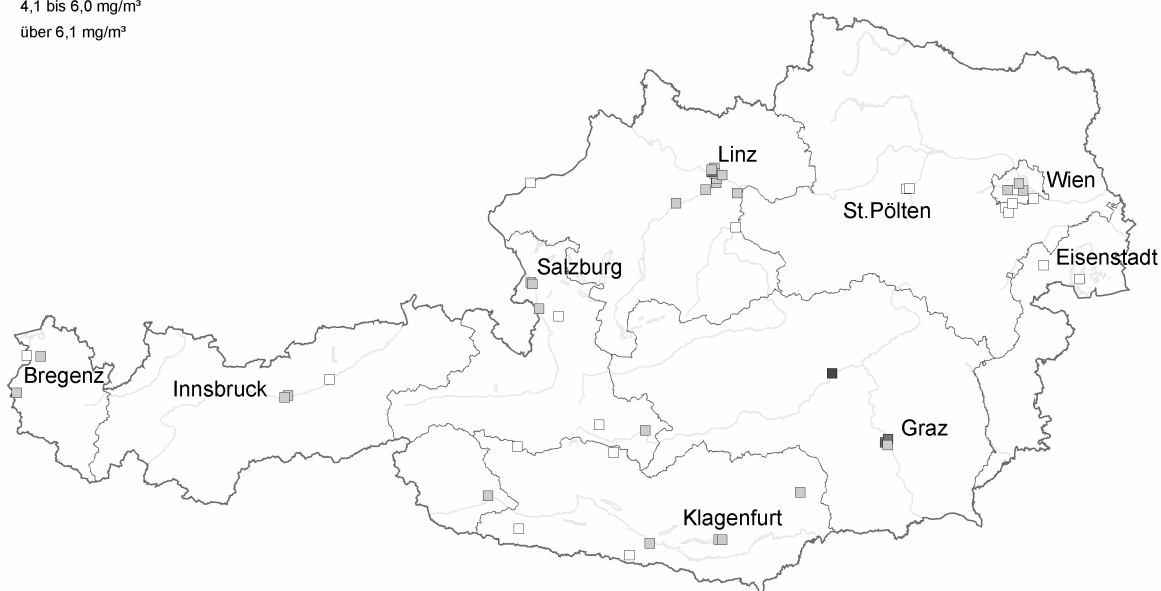 4,1 bis 6,0 mg/m³
über 6,1 mg/m³
Linz
Wien
St.Pölten
Eisenstadt
Salzburg
Bregenz
Innsbruck
Graz
Klagenfurt